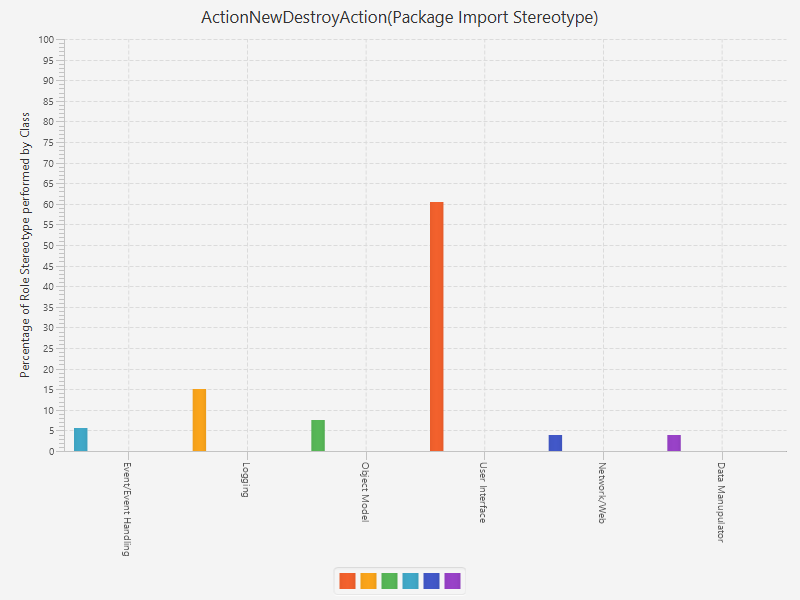 ActionNewDestroyAction(Package Import Stereotype)
Percentage of Role Stereotype performed by Class
100
95
90
85
80
75
70
65
60
55
50
45
40
35
30
25
20
15
10
5
0
Event/Event Handling
Logging
Object Model
User Interface
Network/Web
Data Manupulator